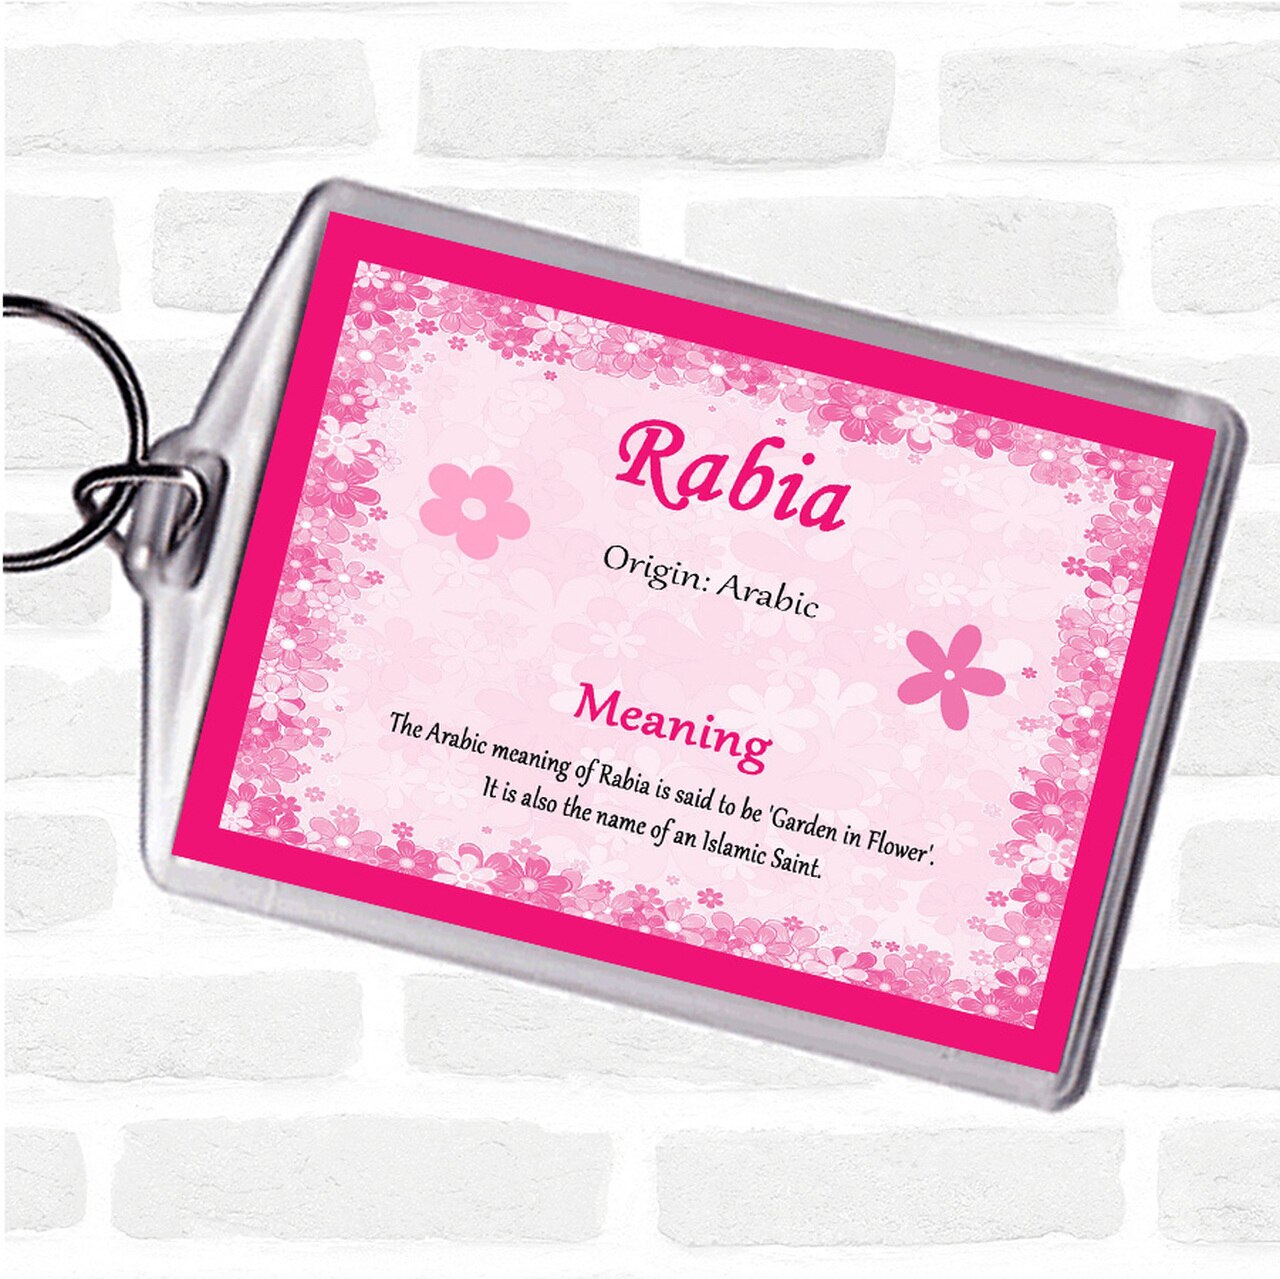 Rabia
Origin: Arabic
Meaning
The Arabic meaning of Rabia is said to be 'Garden in Flower'.
It is also the name of an Islamic Saint.